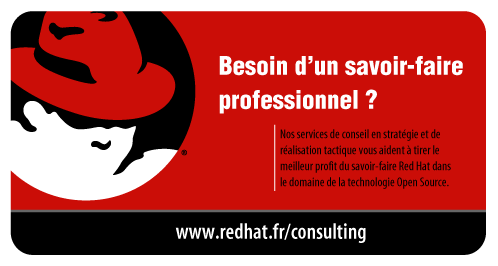 Besoin d'un savoir-faire
professionnel ?
Nos services de conseil en stratégie et de
réalisation tactique vous aident à tirer le
meilleur profit du savoir-faire Red Hat dans
le domaine de la technologie Open Source.
®
www.redhat.fr/consulting